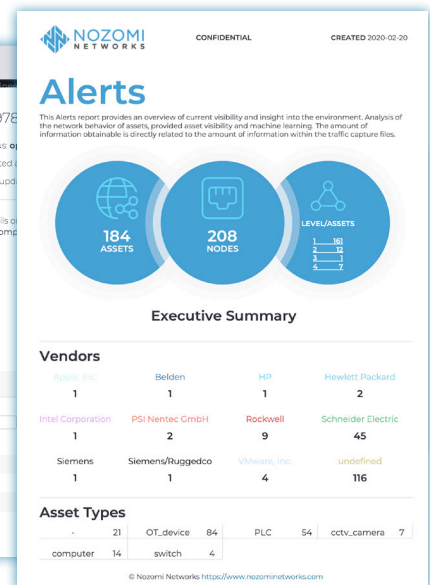 NOZOMI
NETWORKS
CONFIDENTIAL
CREATED 2020-02-20
Alerts
This Alerts report provides an overview of current visibility and insight into the environment. Analysis of
the network behavior of assets, provided asset visibility and machine learning. The amount of
information obtainable is directly related to the amount of information within the traffic capture files.
184
ASSETS
208
NODES
LEVEL/ASSETS
1 161
2 12
3 1
4 7
Executive Summary
Vendors
Apple, Inc. Belden HP Hewlett Packard
1 1 1 2
Intel Corporation PSI Nentec GmbH Rockwell Schneider Electric
1 2 9 45
Siemens Siemens/Ruggedco VMware, Inc. undefined
1 1 4 116
Asset Types
- 21 OT_device 84 PLC 54 cctv_camera 7
computer 14 switch 4
© Nozomi Networks https://www.nozominetworks.com